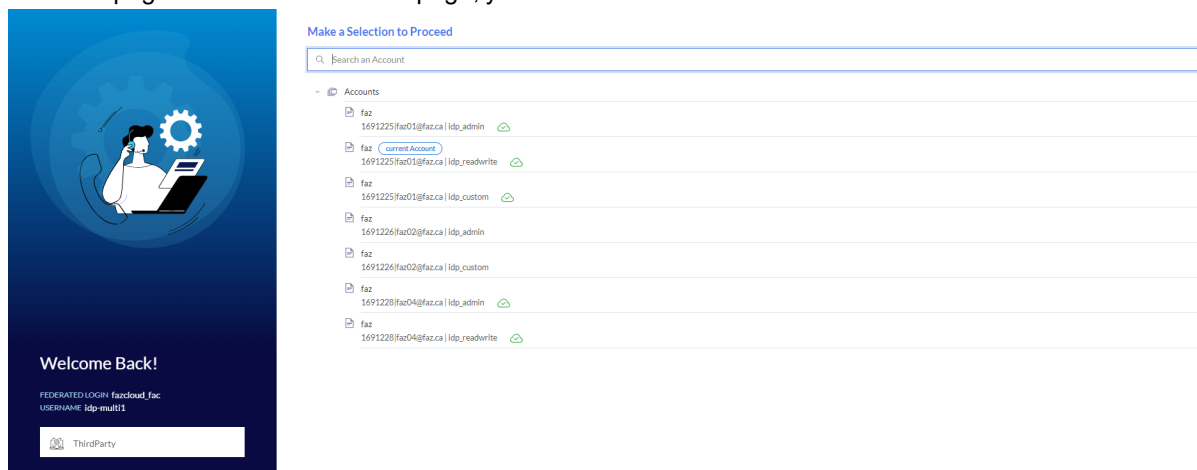 Make a Selection to Proceed
Search an Account
Accounts
faz
1691225|faz01@faz.ca | idp_admin
faz current Account
1691225|faz01@faz.ca | idp_readwrite
faz
1691225|faz01@faz.ca | idp_custom
faz
1691226|faz02@faz.ca | idp_admin
faz
1691226|faz02@faz.ca | idp_custom
faz
1691228|faz04@faz.ca | idp_admin
faz
1691228|faz04@faz.ca | idp_readwrite
Welcome Back!
FEDERATED LOGIN fazcloud_fac
USERNAME idp-multi1
ThirdParty